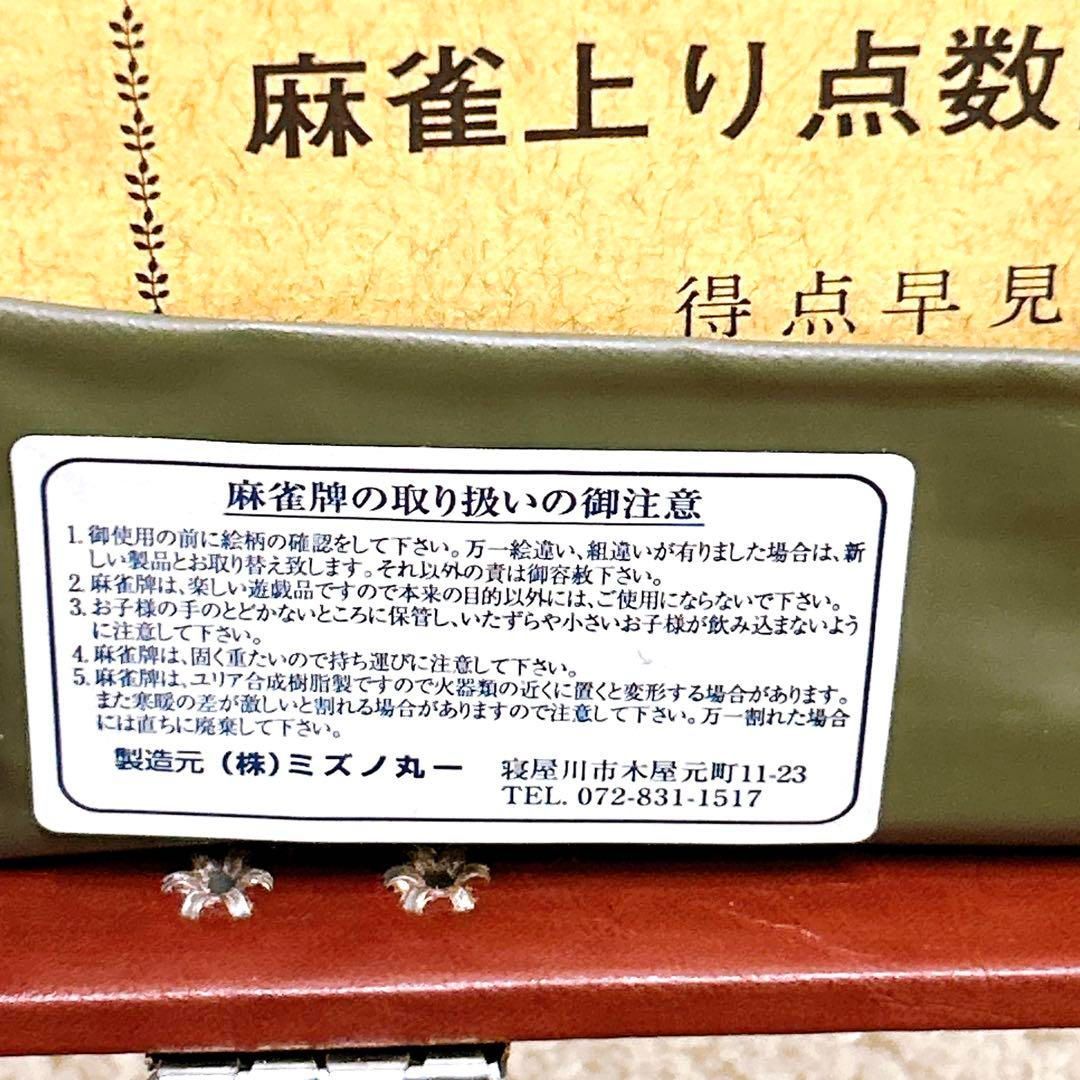 麻雀上り点数
得点早見
麻雀牌の取り扱いの御注意
1. 御使用の前に絵柄の確認をして下さい。万一絵違い、組違いが有りました場合は、新
しい製品とお取り替え致します。それ以外の責は御容赦下さい。
2. 麻雀牌は、楽しい遊戯品ですので本来の目的以外には、ご使用にならないで下さい。
3. お子様の手のとどかないところに保管し、いたずらや小さいお子様が飲み込まないよう
に注意して下さい。
4. 麻雀牌は、固く重たいので持ち運びに注意して下さい。
5. 麻雀牌は、ユリア合成樹脂製ですので火器類の近くに置くと変形する場合があります。
また寒暖の差が激しいと割れる場合がありますので注意して下さい。万一割れた場合
には直ちに廃棄して下さい。
製造元 (株)ミズノ丸一 寝屋川市木屋元町11-23
TEL. 072-831-1517